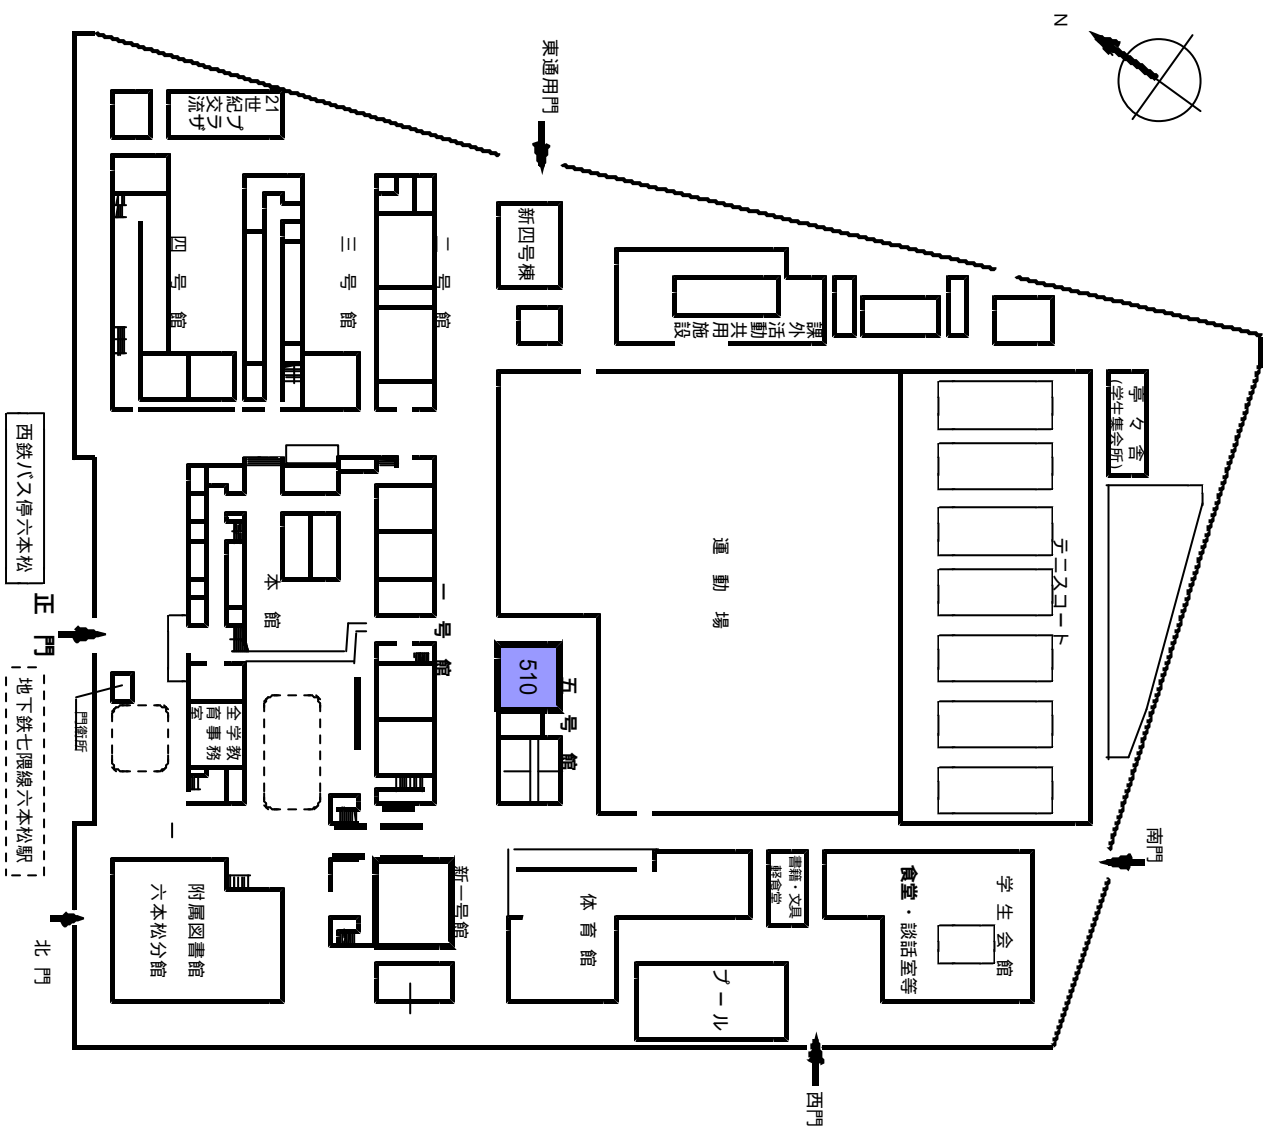 N
東通用門
21
世紀プ
交ラ
流ザ
四号館
三号館
二号館
新四号棟
課外活動共用施設
亭々舎
(学生集会所)
西鉄バス停六本松
正門
地下鉄七隈線六本松駅
門衛所
本館
一号館
全学教
育事務
室
510
五号館
運動場
テニスコート
南門
北門
附属図書館
六本松分館
新一号館
体育館
書籍・文具
軽食堂
学生会館
食堂・談話室等
プール
西門